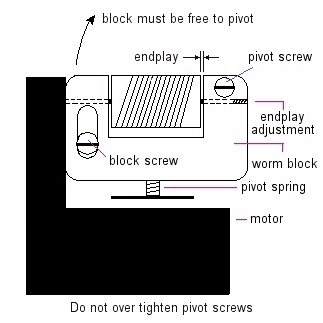 block must be free to pivot
endplay
pivot screw
endplay
adjustment
block screw
worm block
pivot spring
motor
Do not over tighten pivot screws